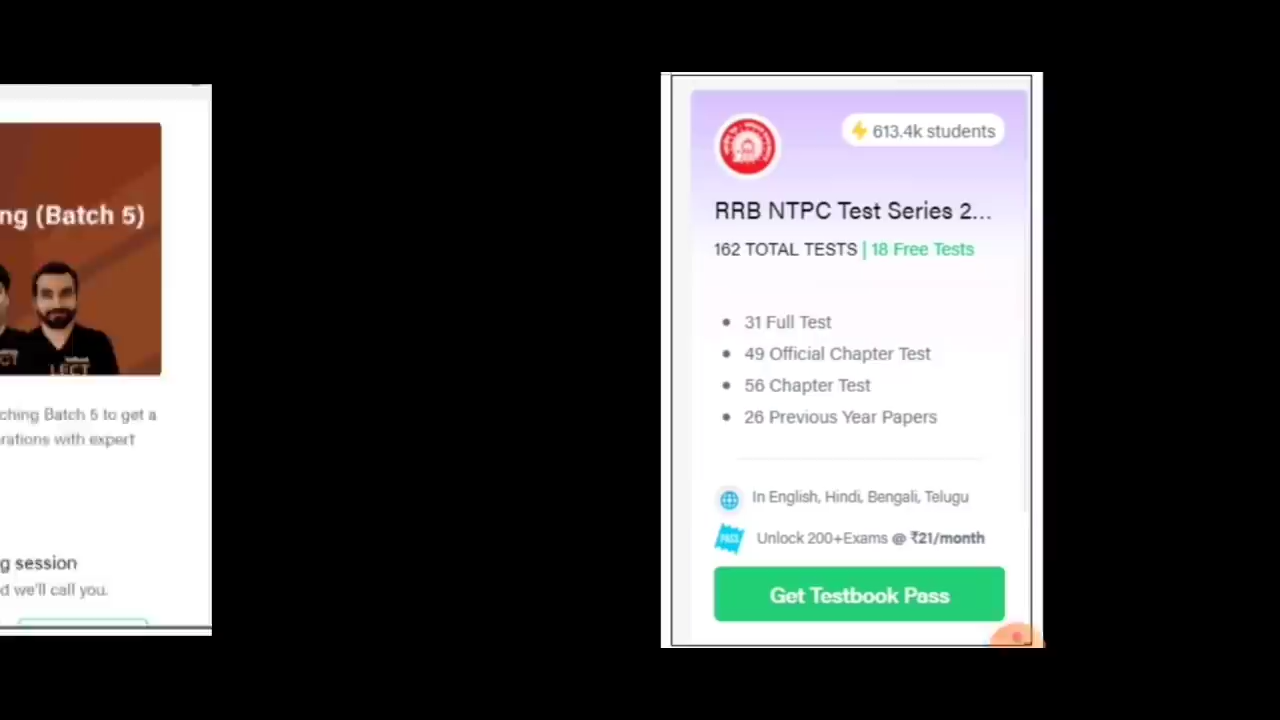 ng (Batch 5)
LECT
ching Batch 5 to get a
rations with expert
g session
d we'll call you.
613.4k students
RRB NTPC Test Series 2...
162 TOTAL TESTS | 18 Free Tests
• 31 Full Test
• 49 Official Chapter Test
• 56 Chapter Test
• 26 Previous Year Papers
In English, Hindi, Bengali, Telugu
PASS Unlock 200+Exams @ ₹21/month
Get Testbook Pass